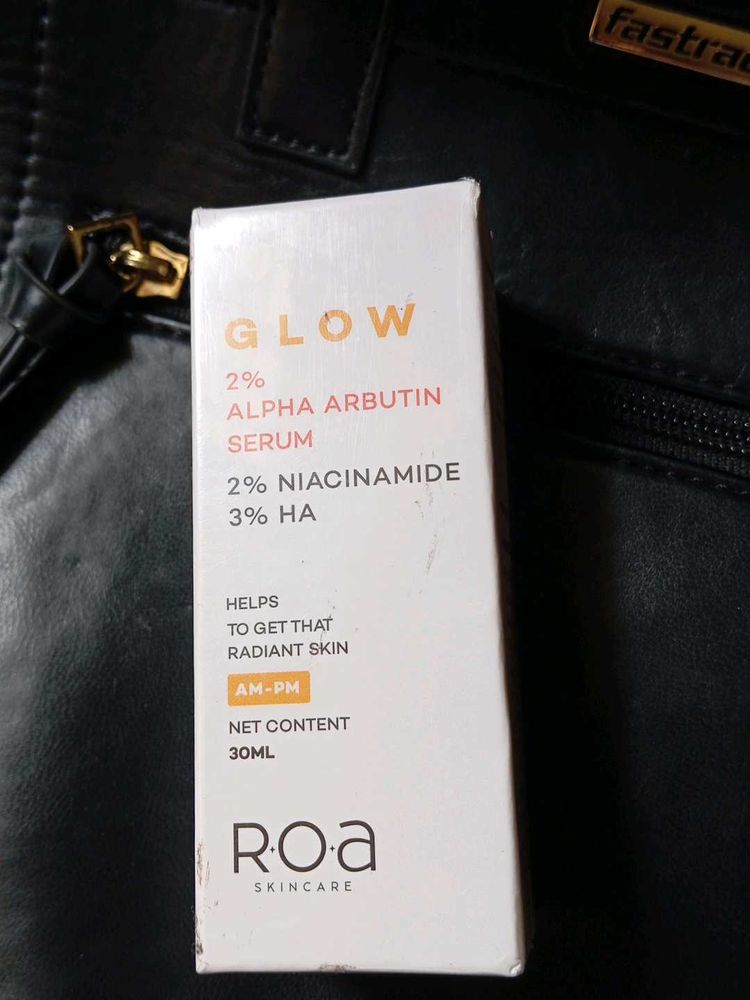 GLOW
2%
ALPHA ARBUTIN
SERUM
2% NIACINAMIDE
3% HA
HELPS
TO GET THAT
RADIANT SKIN
AM-PM
NET CONTENT
30ML
R.O.a
SKINCARE